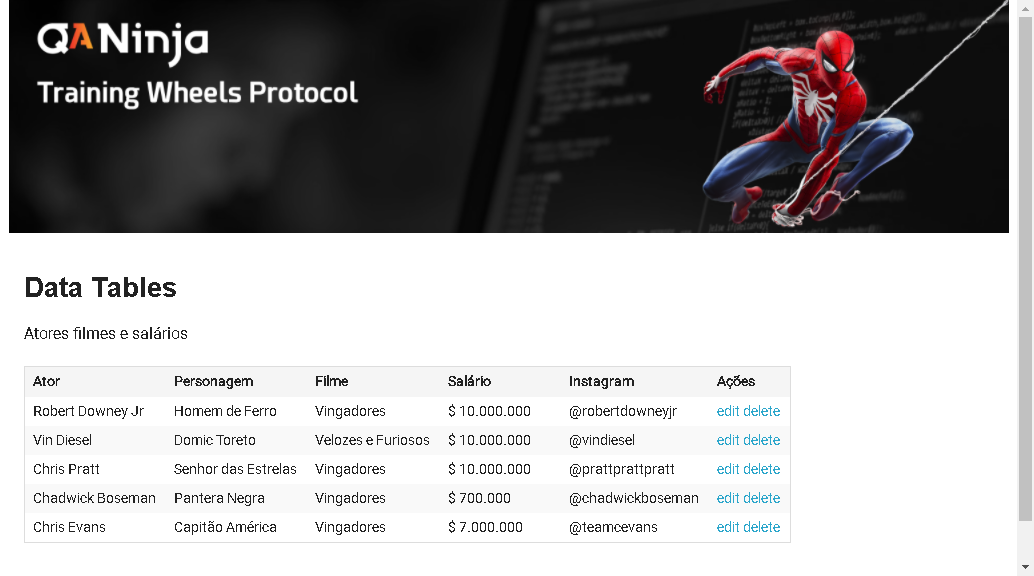 QANinja
Training Wheels Protocol
Data Tables
Atores filmes e salários
Ator Personagem Filme Salário Instagram Ações
Robert Downey Jr Homem de Ferro Vingadores $ 10.000.000 @robertdowneyjr edit delete
Vin Diesel Domic Toreto Velozes e Furiosos $ 10.000.000 @vindiesel edit delete
Chris Pratt Senhor das Estrelas Vingadores $ 10.000.000 @prattprattpratt edit delete
Chadwick Boseman Pantera Negra Vingadores $ 700.000 @chadwickboseman edit delete
Chris Evans Capitão América Vingadores $ 7.000.000 @teamcevans edit delete